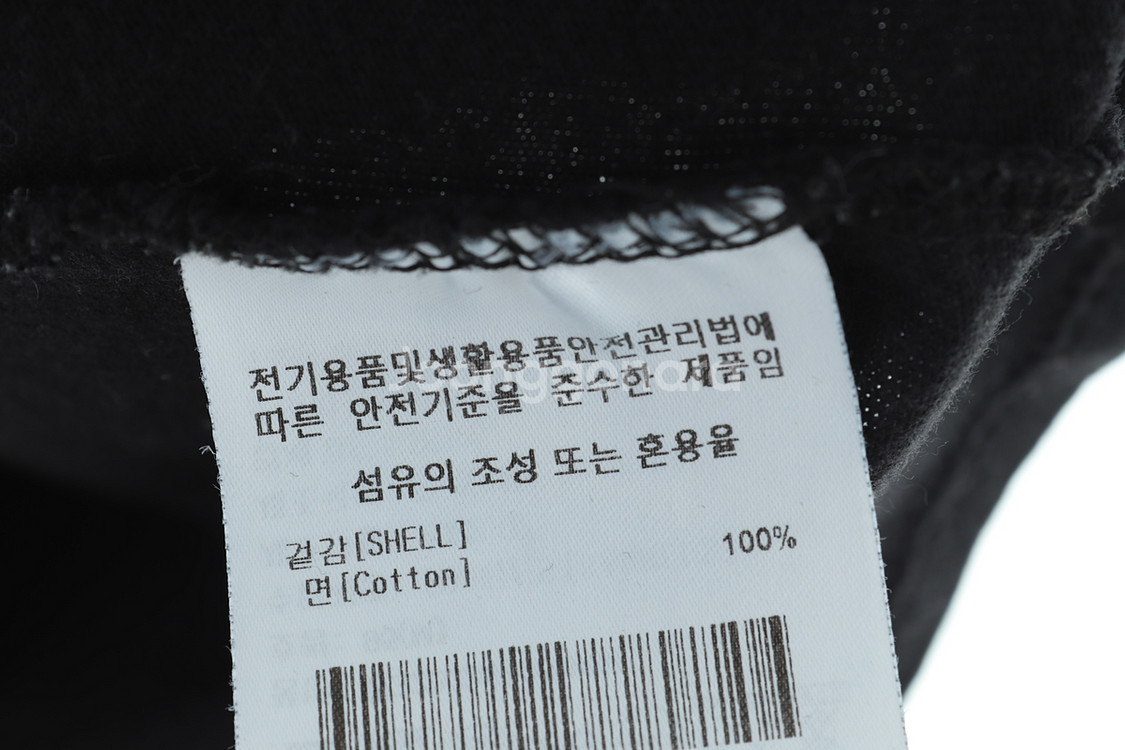 전기용품및생활용품안전관리법에
따른 안전기준을 준수한 제품임
섬유의 조성 또는 혼용율
겉감[SHELL] 100%
면[Cotton]